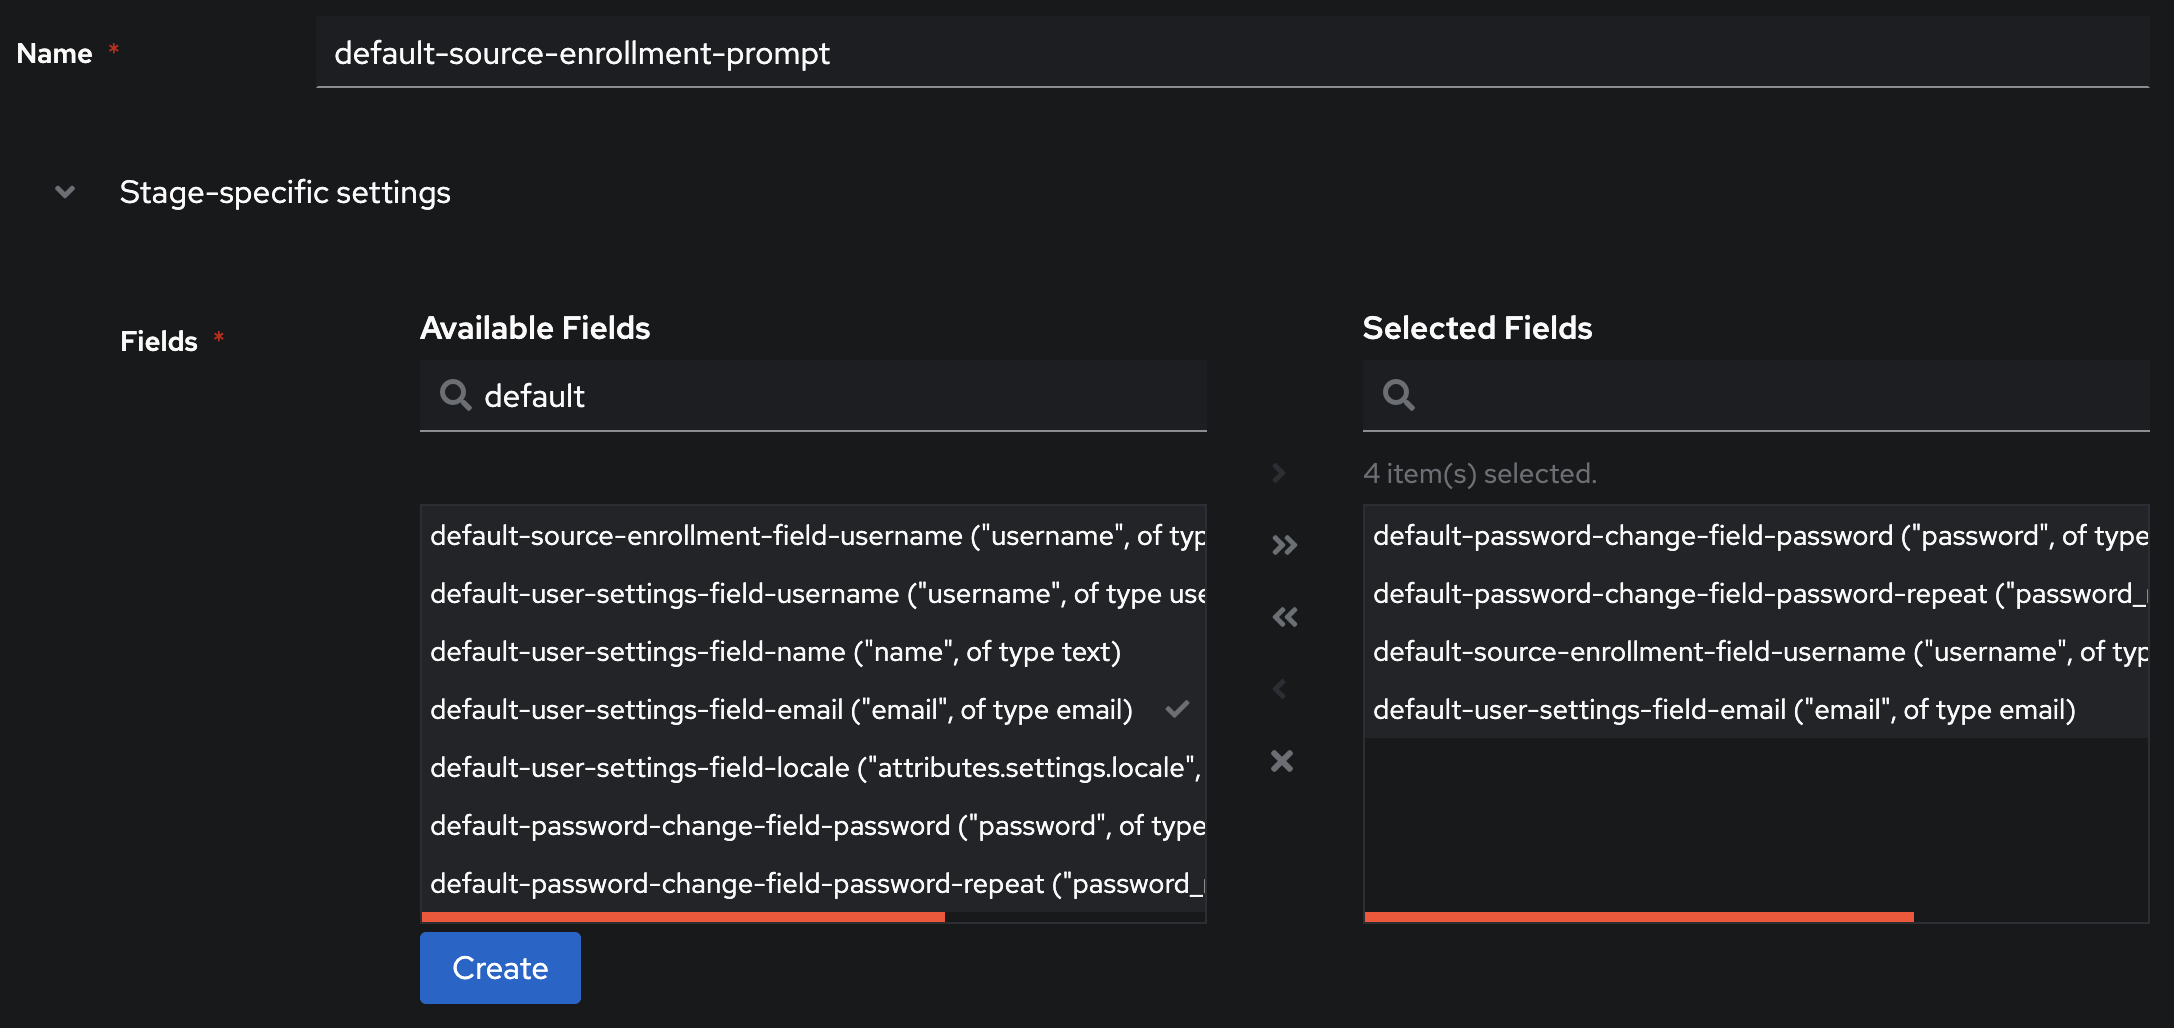 Name *
default-source-enrollment-prompt
Stage-specific settings
Fields *
Available Fields
default
default-source-enrollment-field-username ("username", of typ
default-user-settings-field-username ("username", of type use
default-user-settings-field-name ("name", of type text)
default-user-settings-field-email ("email", of type email)
default-user-settings-field-locale ("attributes.settings.locale",
default-password-change-field-password ("password", of type
default-password-change-field-password-repeat ("password_r
Create
Selected Fields
4 item(s) selected.
default-password-change-field-password ("password", of type
default-password-change-field-password-repeat ("password_r
default-source-enrollment-field-username ("username", of typ
default-user-settings-field-email ("email", of type email)